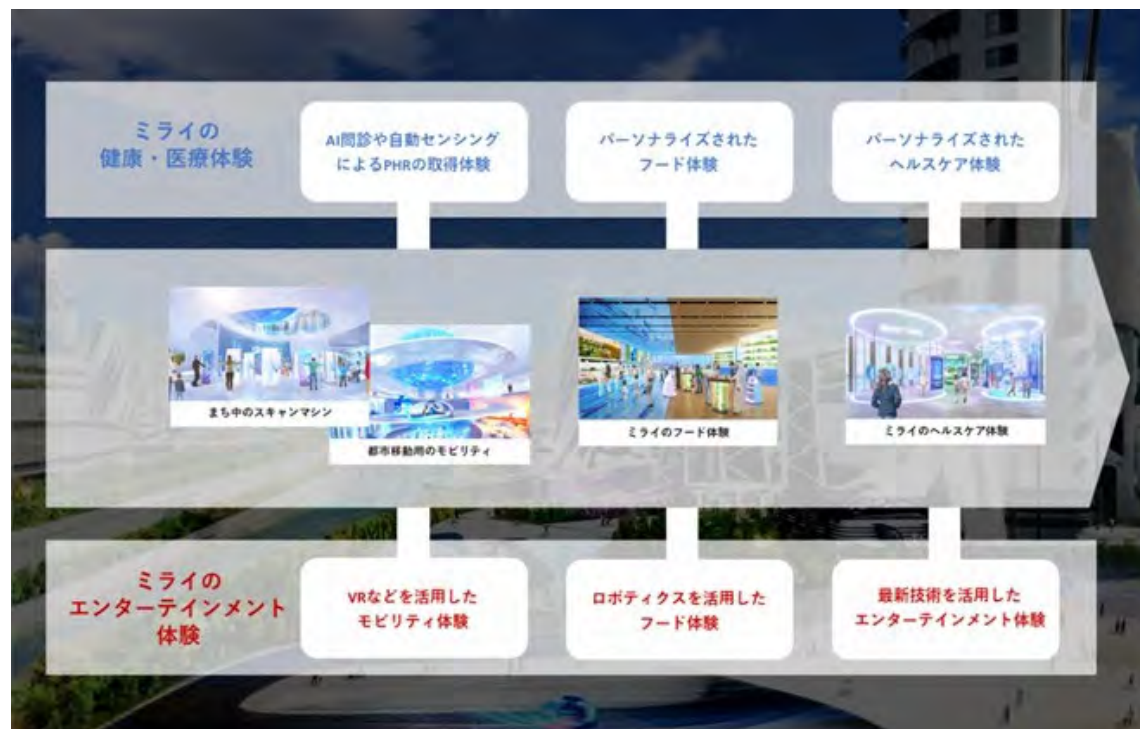 ミライの
健康・医療体験
AI問診や自動センシング
によるPHRの取得体験
パーソナライズされた
フード体験
パーソナライズされた
ヘルスケア体験
まち中のスキャンマシン
都市移動用のモビリティ
ミライのフード体験
ミライのヘルスケア体験
ミライの
エンターテインメント
体験
VRなどを活用した
モビリティ体験
ロボティクスを活用した
フード体験
最新技術を活用した
エンターテインメント体験